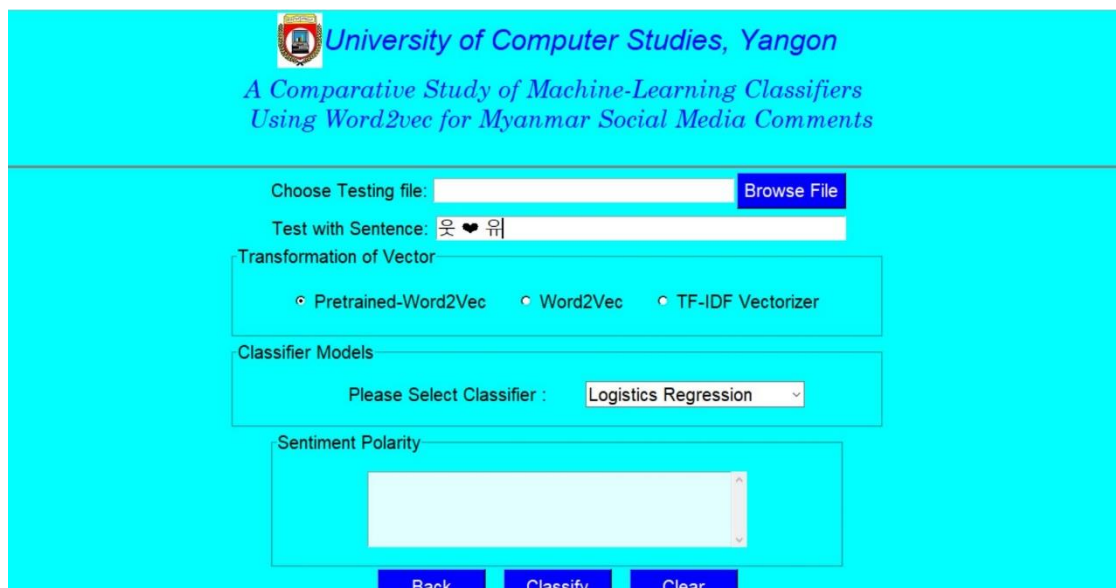 University of Computer Studies, Yangon
A Comparative Study of Machine-Learning Classifiers
Using Word2vec for Myanmar Social Media Comments
Choose Testing file: Browse File
Test with Sentence: 웃 ❤ 유
Transformation of Vector
Pretrained-Word2Vec Word2Vec TF-IDF Vectorizer
Classifier Models
Please Select Classifier : Logistics Regression
Sentiment Polarity
Back Classify Clear